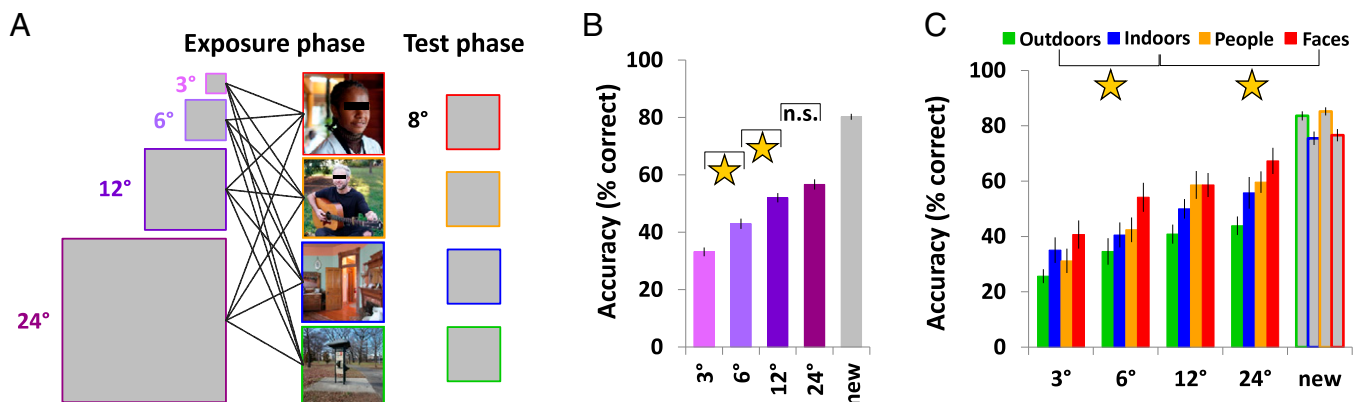 A
Exposure phase
Test phase
3°
6°
12°
24°
8°
B
Accuracy (% correct)
100
80
60
40
20
0
n.s.
3°
6°
12°
24°
new
C
Outdoors
Indoors
People
Faces
Accuracy (% correct)
100
80
60
40
20
0
3°
6°
12°
24°
new